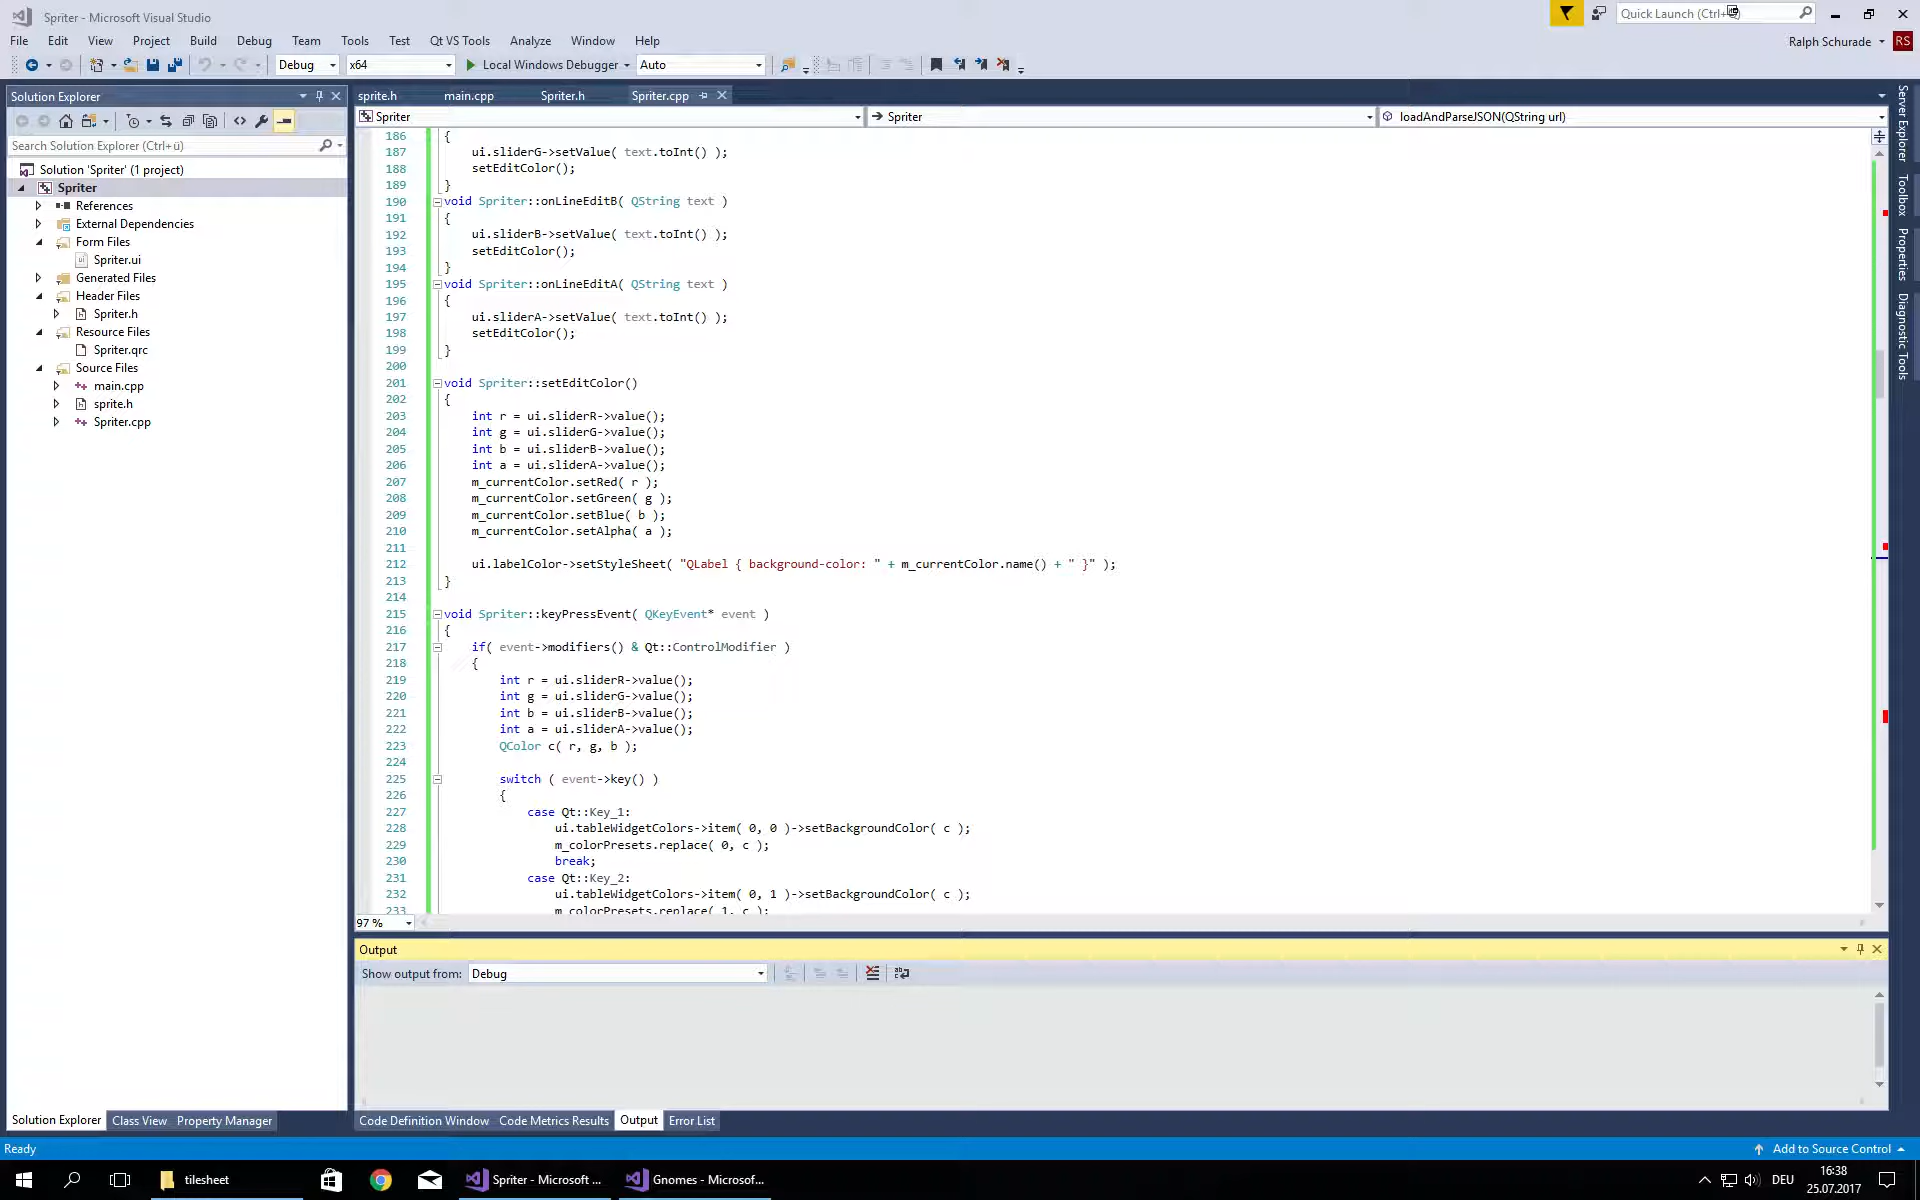 Spriter - Microsoft Visual Studio
Quick Launch (Ctrl+
File Edit View Project Build Debug Team Tools Test Qt VS Tools Analyze Window Help
Ralph Schurade RS
Debug x64 Local Windows Debugger Auto
Solution Explorer
Search Solution Explorer (Ctrl+ü)
Solution 'Spriter' (1 project)
Spriter
References
External Dependencies
Form Files
Spriter.ui
Generated Files
Header Files
Spriter.h
Resource Files
Spriter.qrc
Source Files
main.cpp
sprite.h
Spriter.cpp
Solution Explorer Class View Property Manager
sprite.h main.cpp Spriter.h Spriter.cpp
Spriter Spriter loadAndParseJSON(QString url)
186 {
187 ui.sliderG->setValue( text.toInt() );
188 setEditColor();
189 }
190 void Spriter::onLineEditB( QString text )
191 {
192 ui.sliderB->setValue( text.toInt() );
193 setEditColor();
194 }
195 void Spriter::onLineEditA( QString text )
196 {
197 ui.sliderA->setValue( text.toInt() );
198 setEditColor();
199 }
200
201 void Spriter::setEditColor()
202 {
203 int r = ui.sliderR->value();
204 int g = ui.sliderG->value();
205 int b = ui.sliderB->value();
206 int a = ui.sliderA->value();
207 m_currentColor.setRed( r );
208 m_currentColor.setGreen( g );
209 m_currentColor.setBlue( b );
210 m_currentColor.setAlpha( a );
211
212 ui.labelColor->setStyleSheet( "QLabel { background-color: " + m_currentColor.name() + " }" );
213 }
214
215 void Spriter::keyPressEvent( QKeyEvent* event )
216 {
217 if( event->modifiers() & Qt::ControlModifier )
218 {
219 int r = ui.sliderR->value();
220 int g = ui.sliderG->value();
221 int b = ui.sliderB->value();
222 int a = ui.sliderA->value();
223 QColor c( r, g, b );
224
225 switch ( event->key() )
226 {
227 case Qt::Key_1:
228 ui.tableWidgetColors->item( 0, 0 )->setBackgroundColor( c );
229 m_colorPresets.replace( 0, c );
230 break;
231 case Qt::Key_2:
232 ui.tableWidgetColors->item( 0, 1 )->setBackgroundColor( c );
233 m_colorPresets.replace( 1, c );
97 %
Output
Show output from: Debug
Code Definition Window Code Metrics Results Output Error List
Server Explorer
Toolbox
Properties
Diagnostic Tools
Ready
Add to Source Control
tilesheet
Spriter - Microsoft ...
Gnomes - Microsof...
DEU
16:38
25.07.2017